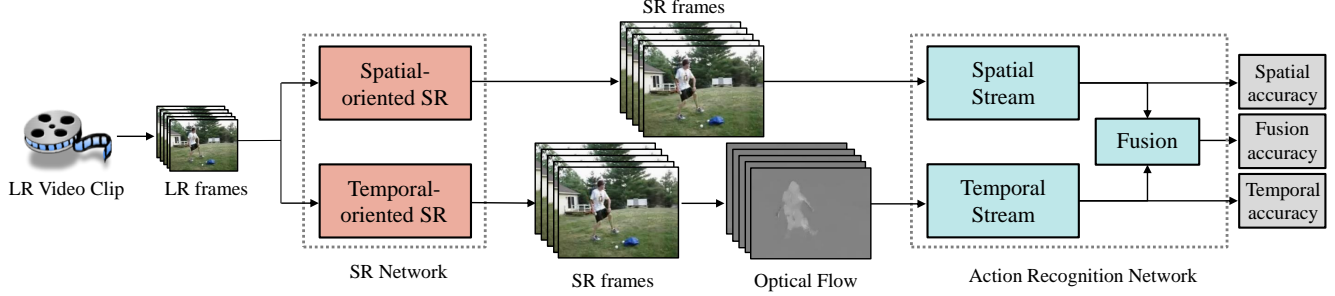 SR frames
Spatial-
oriented SR
Spatial
Stream
Spatial
accuracy
Fusion
Fusion
accuracy
LR Video Clip
LR frames
Temporal-
oriented SR
Temporal
Stream
Temporal
accuracy
SR Network
SR frames
Optical Flow
Action Recognition Network